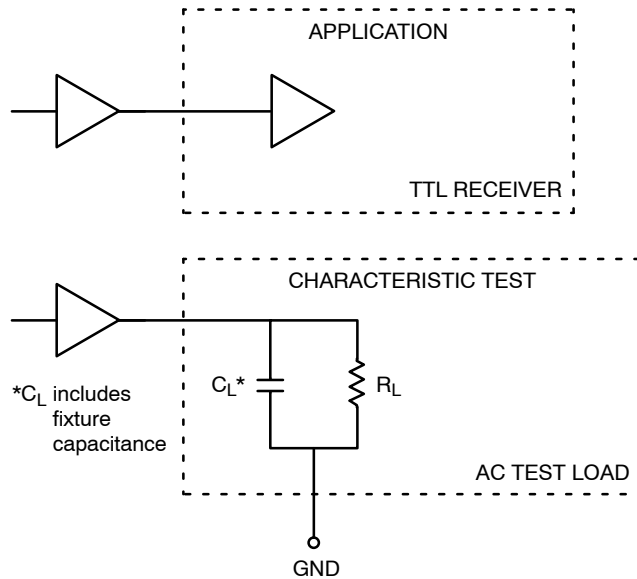 APPLICATION
TTL RECEIVER
CHARACTERISTIC TEST
*CL includes
fixture
capacitance
CL*
RL
AC TEST LOAD
GND